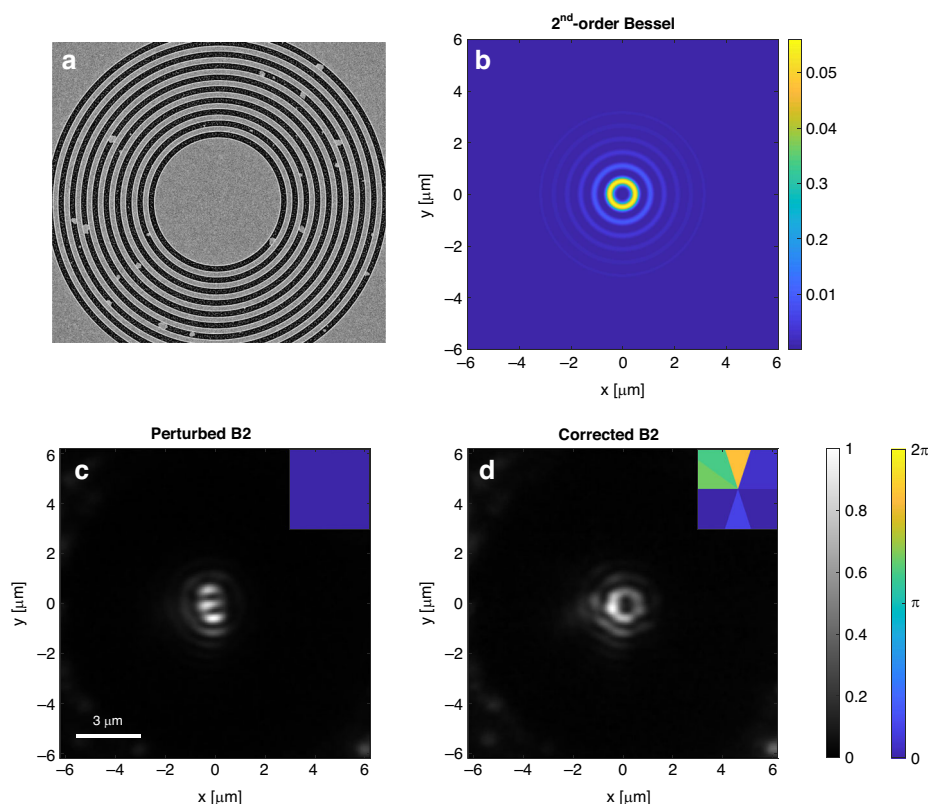 a
2nd-order Bessel
b
6
4
2
0
−2
−4
−6
y [μm]
−6 −4 −2 0 2 4 6
x [μm]
0.05
0.04
0.3
0.2
0.01
Perturbed B2
c
6
4
2
0
−2
−4
−6
y [μm]
3 μm
−6 −4 −2 0 2 4 6
x [μm]
Corrected B2
d
6
4
2
0
−2
−4
−6
y [μm]
−6 −4 −2 0 2 4 6
x [μm]
1
0.8
0.6
0.4
0.2
0
2π
π
0